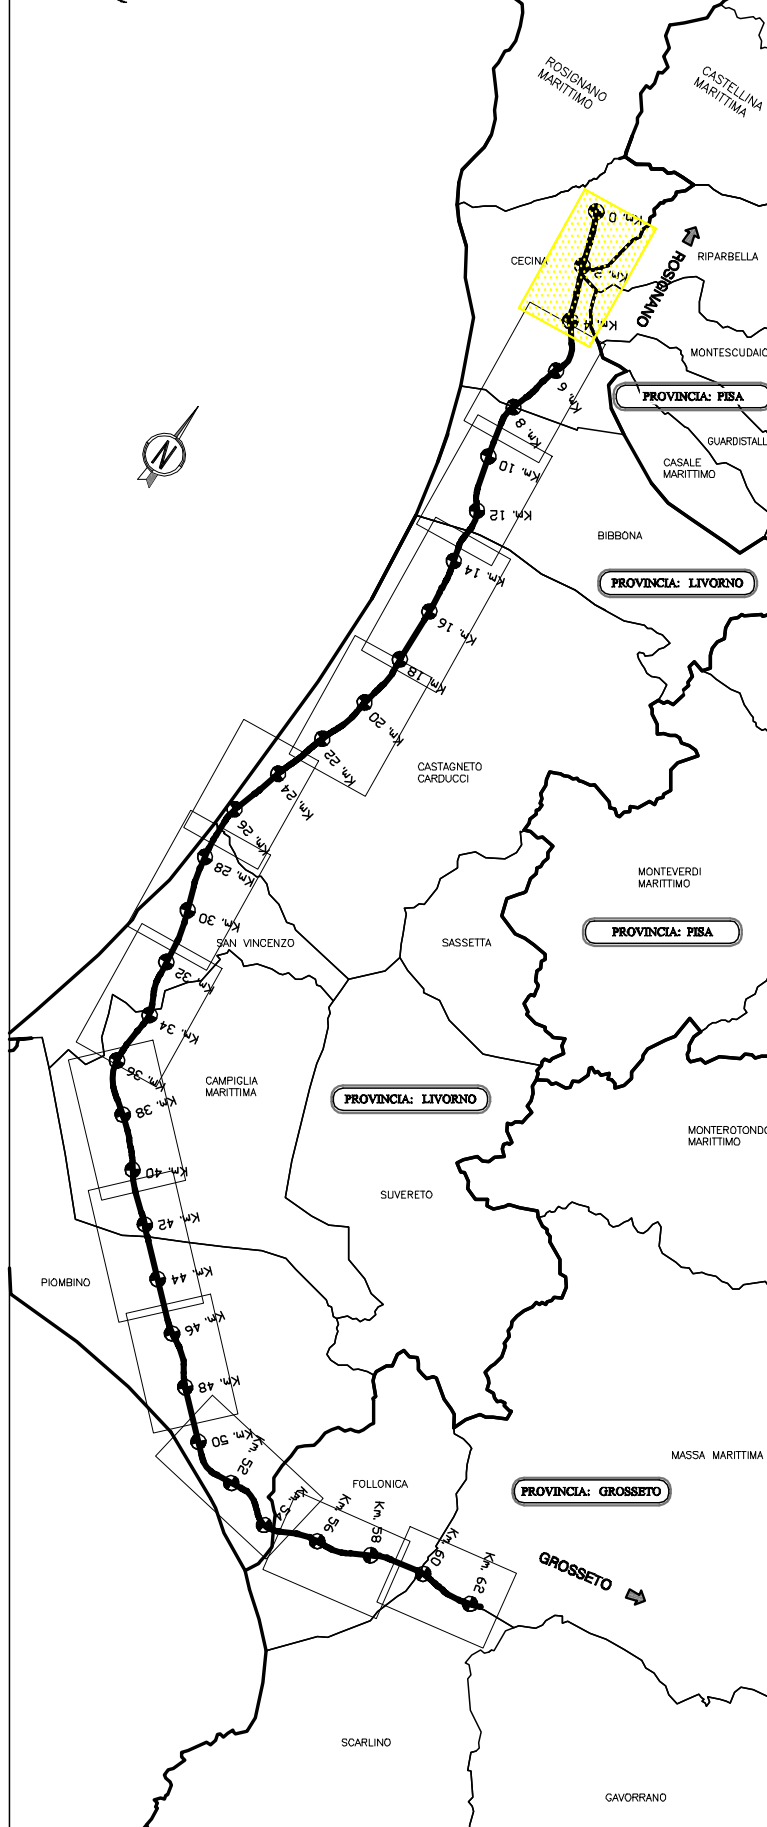 ROSIGNANO
MARITTIMO
CASTELLINA
MARITTIMA
Km. 0
CECINA
Km. 2
RIPARBELLA
ROSIGNANO
Km. 4
MONTESCUDAIO
Km. 6
PROVINCIA: PISA
Km. 8
GUARDISTALL
CASALE
MARITTIMO
Km. 10
N
Km. 12
BIBBONA
Km. 14
PROVINCIA: LIVORNO
Km. 16
Km. 18
Km. 20
Km. 22
CASTAGNETO
CARDUCCI
Km. 24
Km. 26
Km. 28
MONTEVERDI
MARITTIMO
Km. 30
PROVINCIA: PISA
SAN VINCENZO
SASSETTA
Km. 32
Km. 34
Km. 36
CAMPIGLIA
MARITTIMA
PROVINCIA: LIVORNO
Km. 38
MONTEROTONDO
MARITTIMO
Km. 40
SUVERETO
Km. 42
Km. 44
PIOMBINO
Km. 46
Km. 48
Km. 50
MASSA MARITTIMA
Km. 52
FOLLONICA
PROVINCIA: GROSSETO
Km. 54
Km. 56
Km. 58
Km. 60
GROSSETO
Km. 62
SCARLINO
GAVORRANO